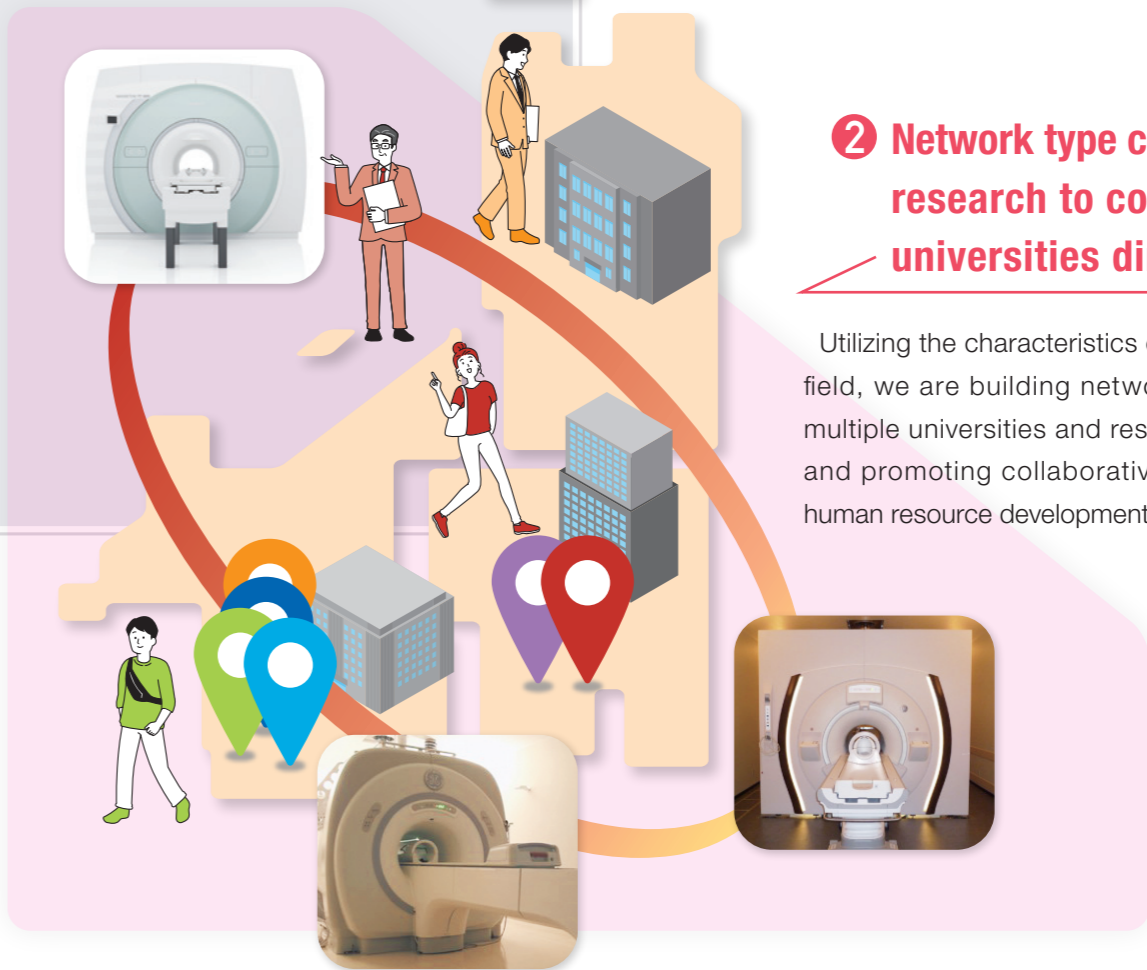 ❷ Network type c
research to co
universities di
Utilizing the characteristics
field, we are building netwo
multiple universities and res
and promoting collaborativ
human resource development